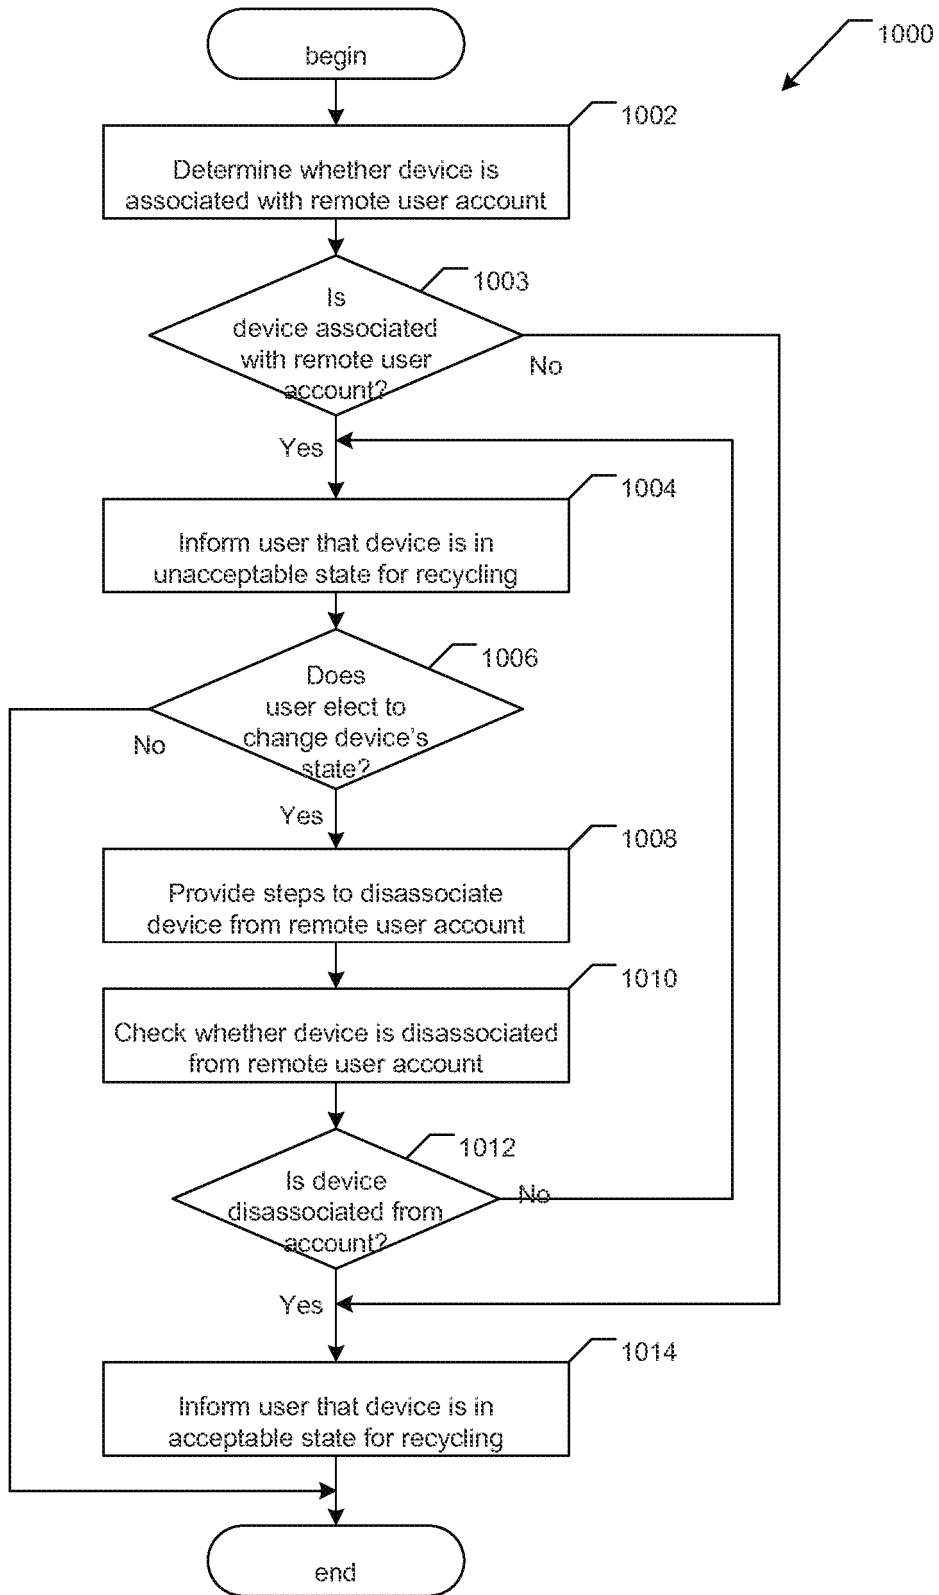 begin
1000
1002
Determine whether device is
associated with remote user account
1003
Is
device associated
with remote user
account?
No
Yes
1004
Inform user that device is in
unacceptable state for recycling
1006
Does
user elect to
change device's
state?
No
Yes
1008
Provide steps to disassociate
device from remote user account
1010
Check whether device is disassociated
from remote user account
1012
Is device
disassociated from
account?
No
Yes
1014
Inform user that device is in
acceptable state for recycling
end